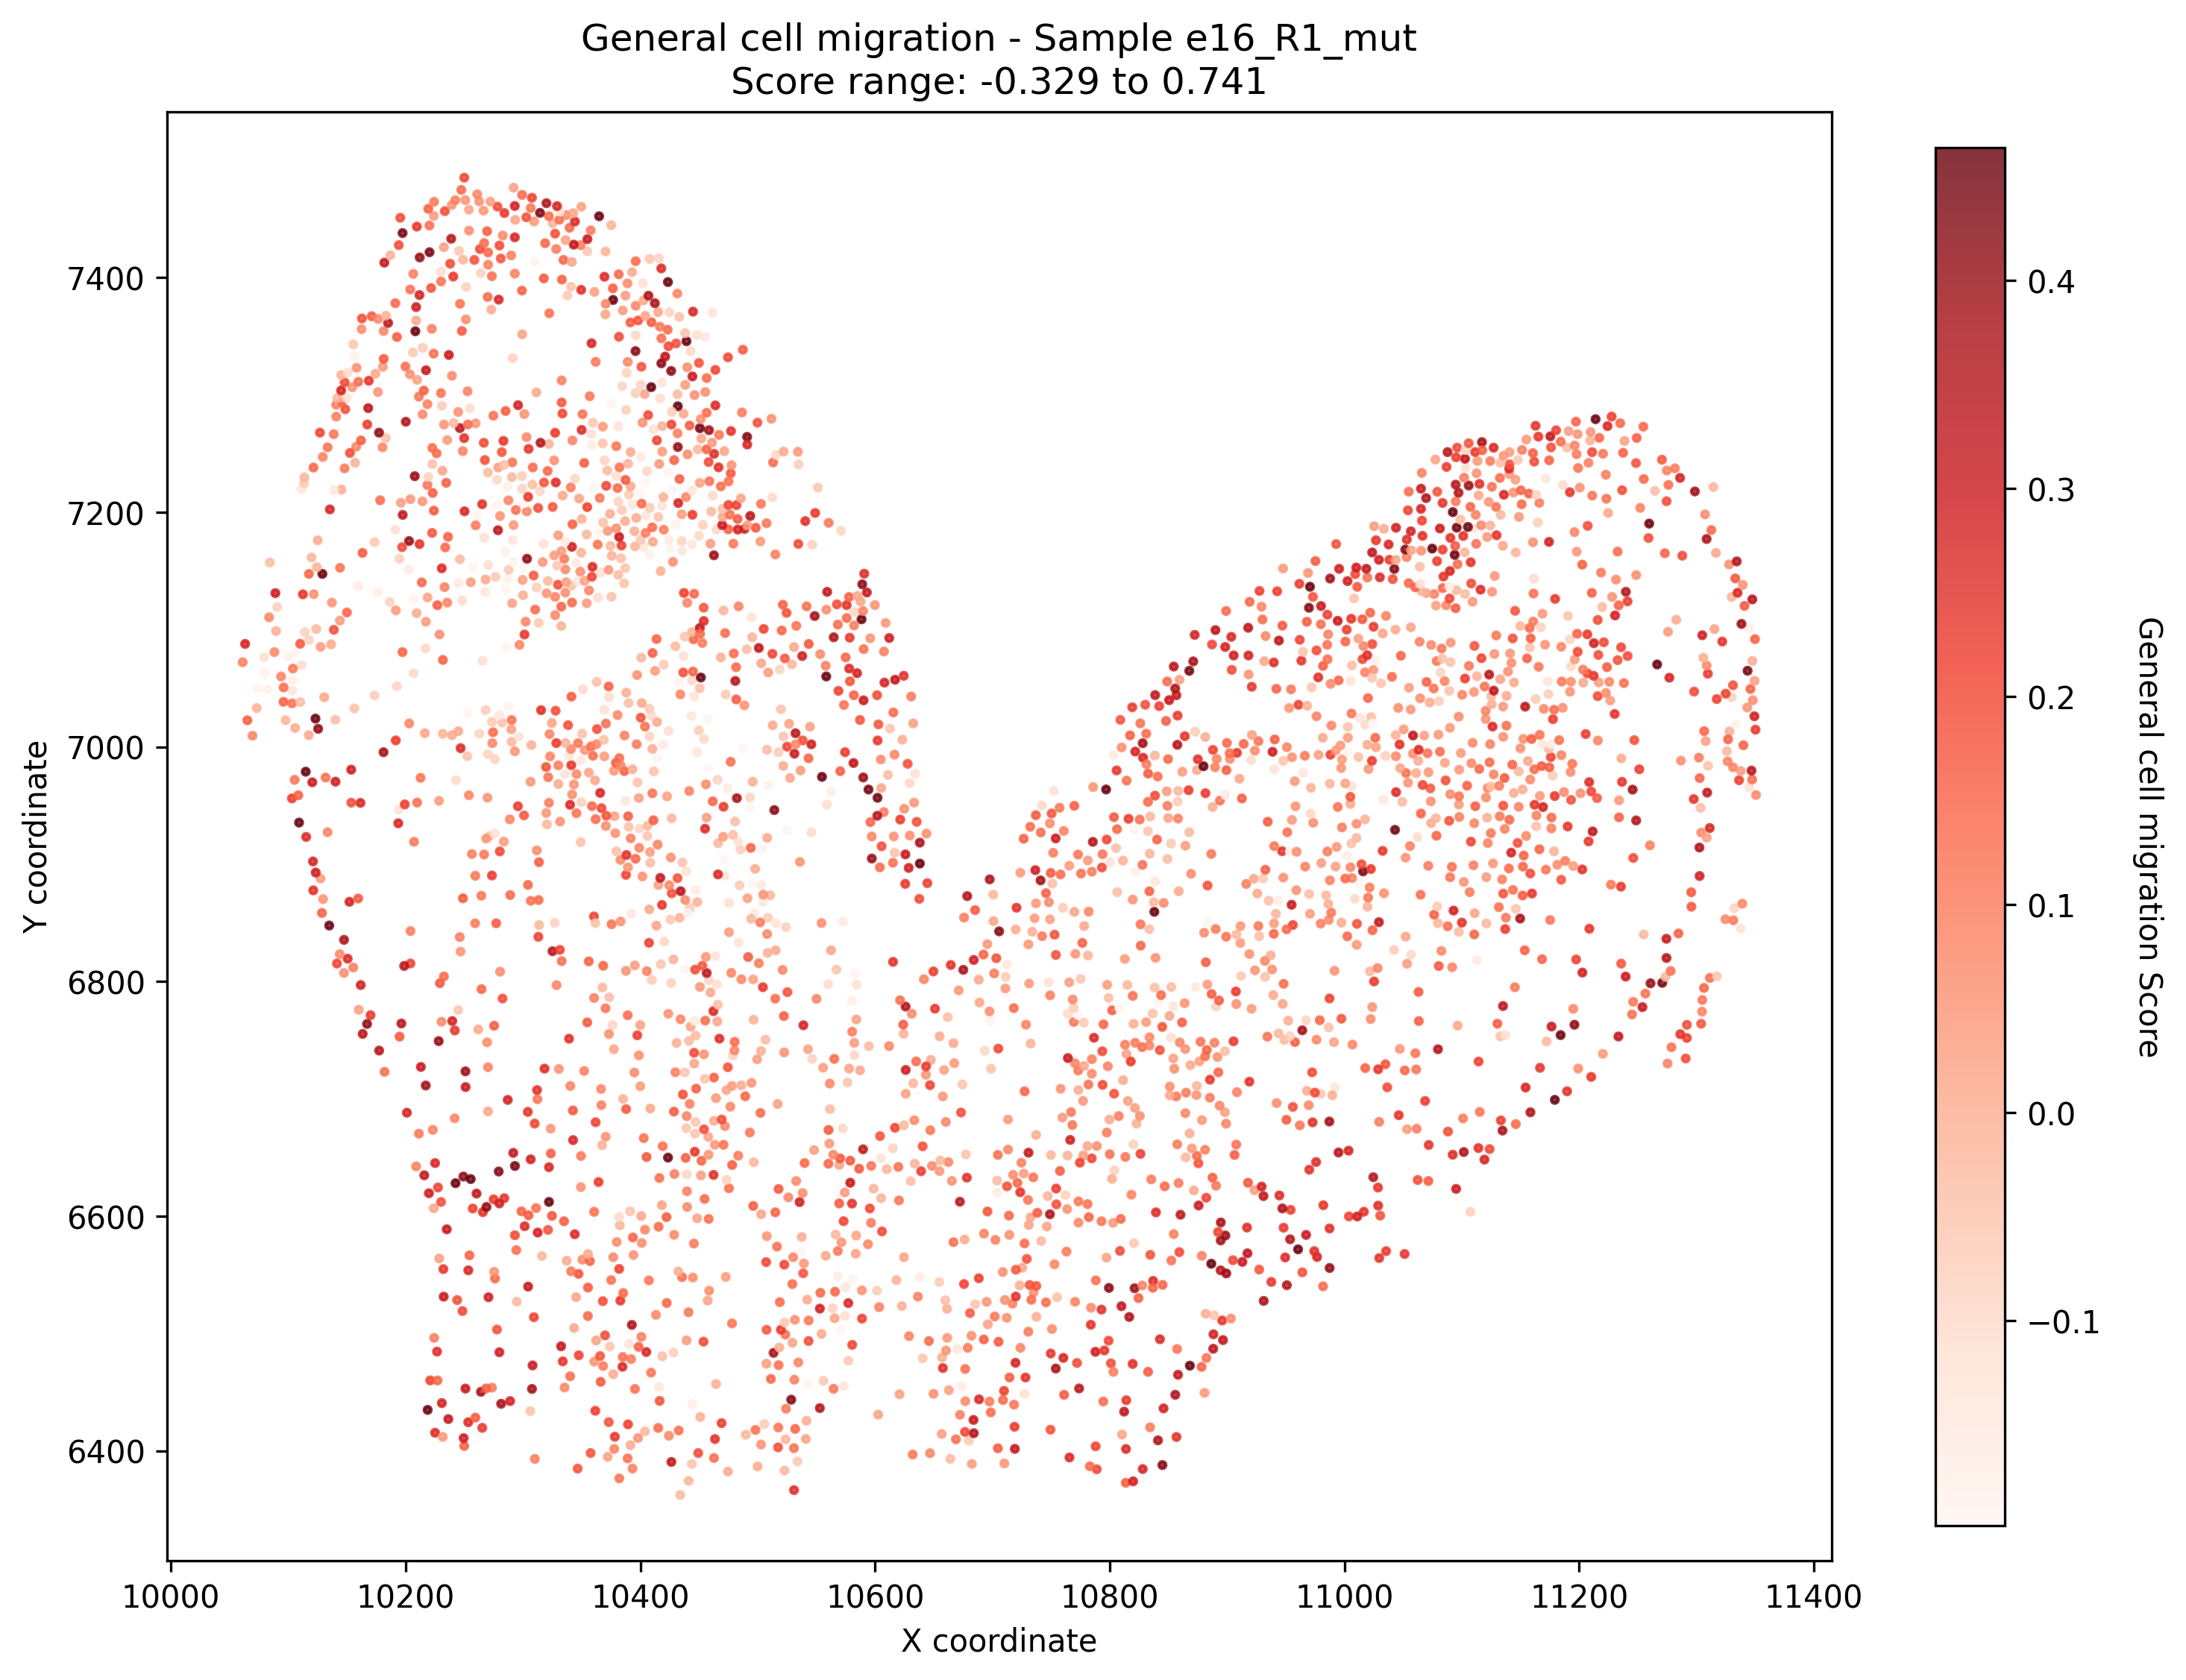 General cell migration - Sample e16_R1_mut
Score range: -0.329 to 0.741
7400
7200
7000
6800
6600
6400
Y coordinate
10000 10200 10400 10600 10800 11000 11200 11400
X coordinate
0.4
0.3
0.2
0.1
0.0
−0.1
General cell migration Score